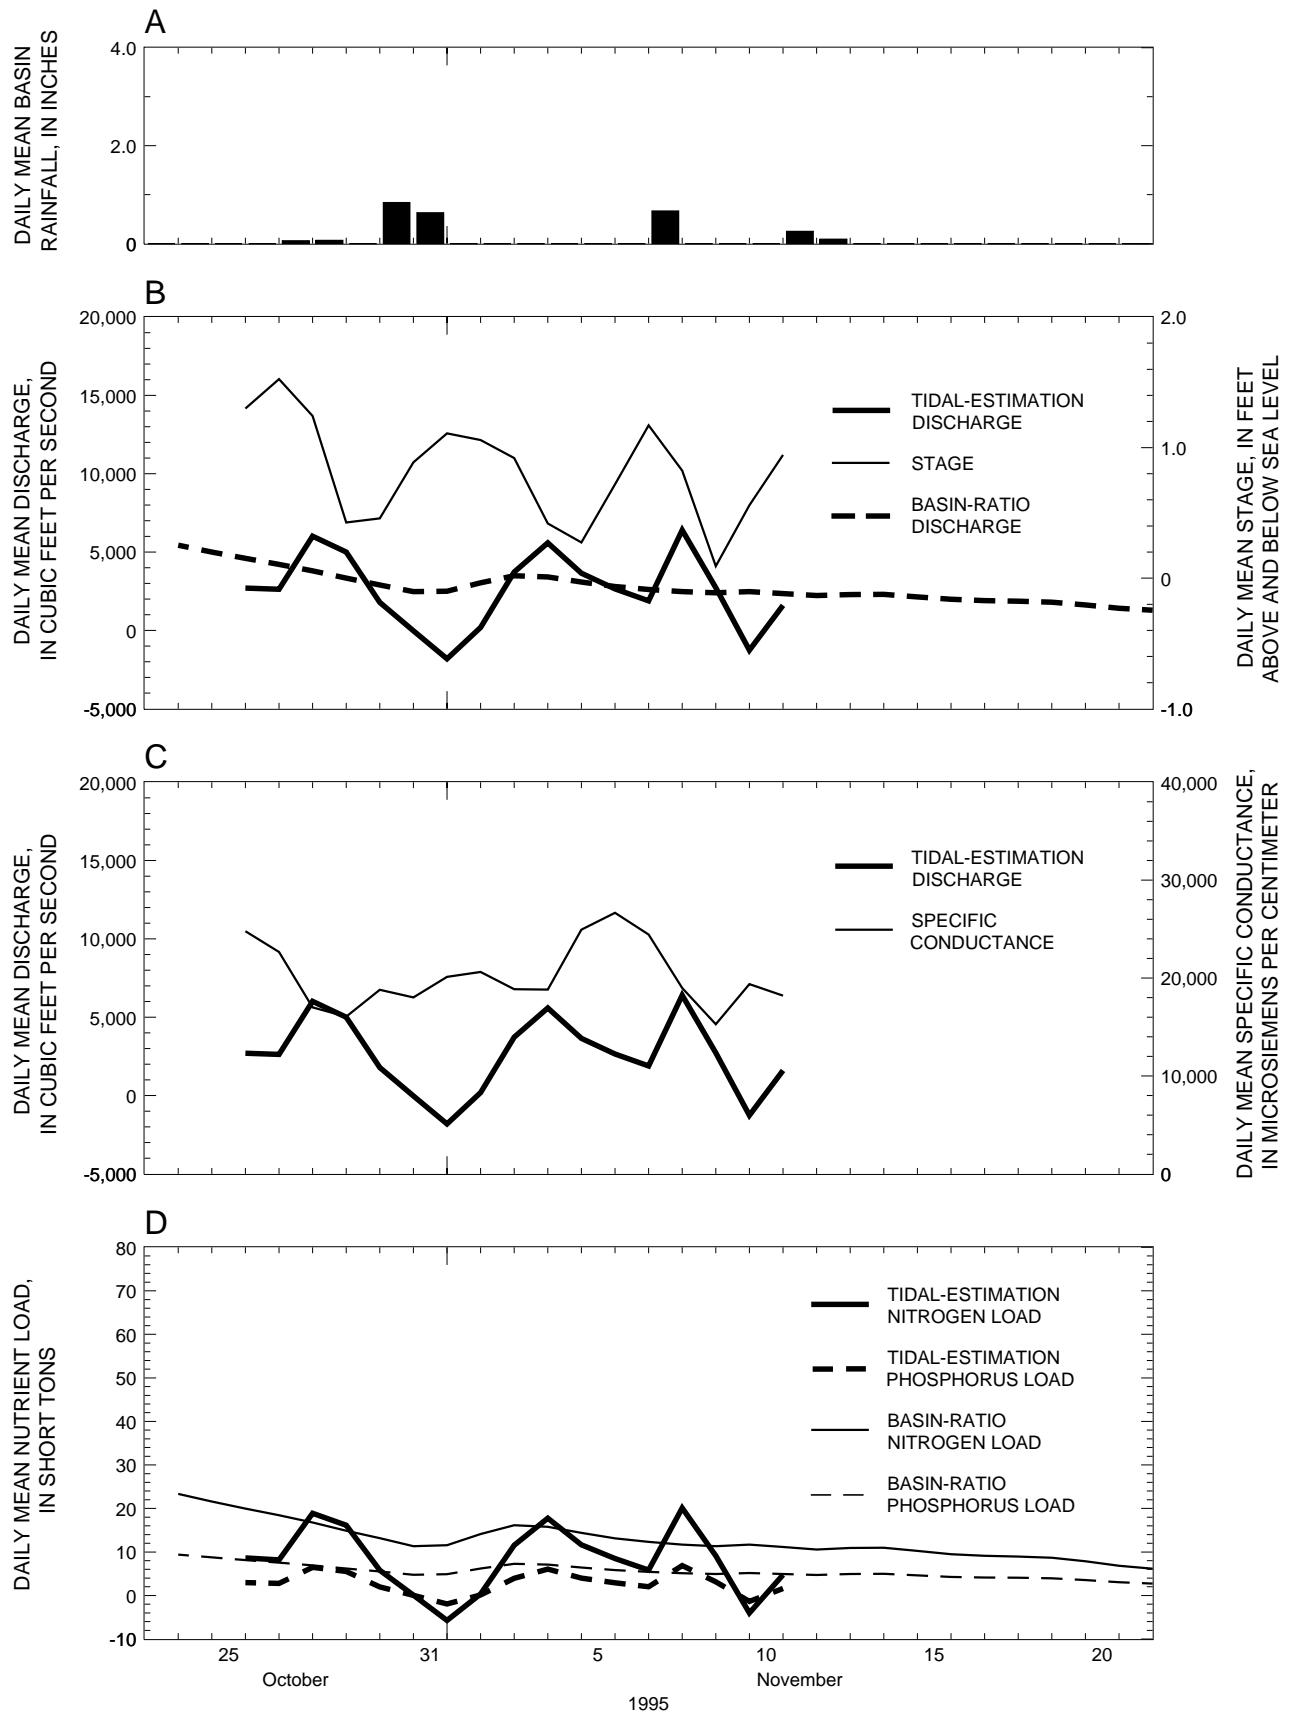 A
DAILY MEAN BASIN
RAINFALL, IN INCHES
4.0
2.0
0
B
DAILY MEAN DISCHARGE,
IN CUBIC FEET PER SECOND
20,000
15,000
10,000
5,000
0
-5,000
TIDAL-ESTIMATION
DISCHARGE
STAGE
BASIN-RATIO
DISCHARGE
2.0
1.0
0
-1.0
DAILY MEAN STAGE, IN FEET
ABOVE AND BELOW SEA LEVEL
C
DAILY MEAN DISCHARGE,
IN CUBIC FEET PER SECOND
20,000
15,000
10,000
5,000
0
-5,000
TIDAL-ESTIMATION
DISCHARGE
SPECIFIC
CONDUCTANCE
40,000
30,000
20,000
10,000
0
DAILY MEAN SPECIFIC CONDUCTANCE,
IN MICROSIEMENS PER CENTIMETER
D
DAILY MEAN NUTRIENT LOAD,
IN SHORT TONS
80
70
60
50
40
30
20
10
0
-10
TIDAL-ESTIMATION
NITROGEN LOAD
TIDAL-ESTIMATION
PHOSPHORUS LOAD
BASIN-RATIO
NITROGEN LOAD
BASIN-RATIO
PHOSPHORUS LOAD
25 31 5 10 15 20
October November
1995